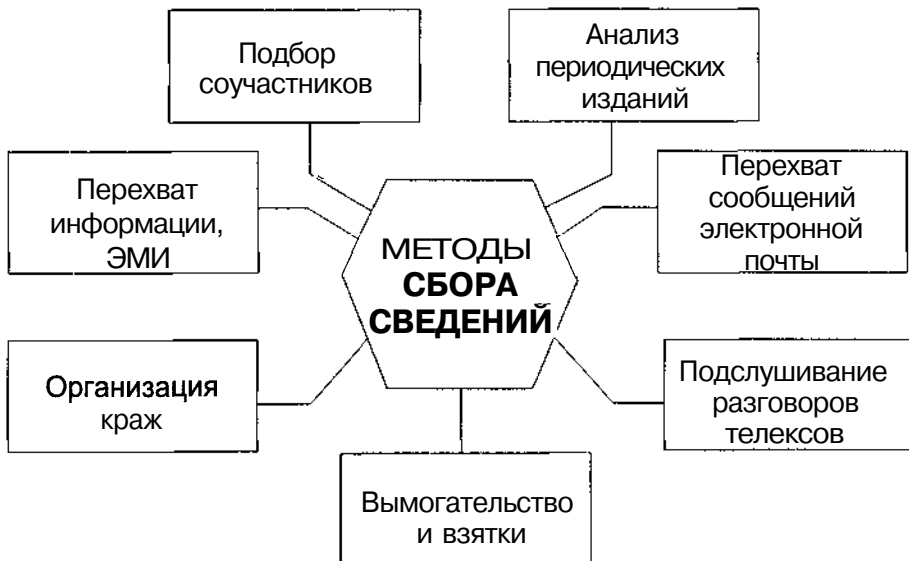 Подбор
соучастников
Анализ
периодических
изданий
Перехват
информации,
ЭМИ
МЕТОДЫ
СБОРА
СВЕДЕНИЙ
Перехват
сообщений
электронной
почты
Организация
краж
Подслушивание
разговоров
телексов
Вымогательство
и взятки